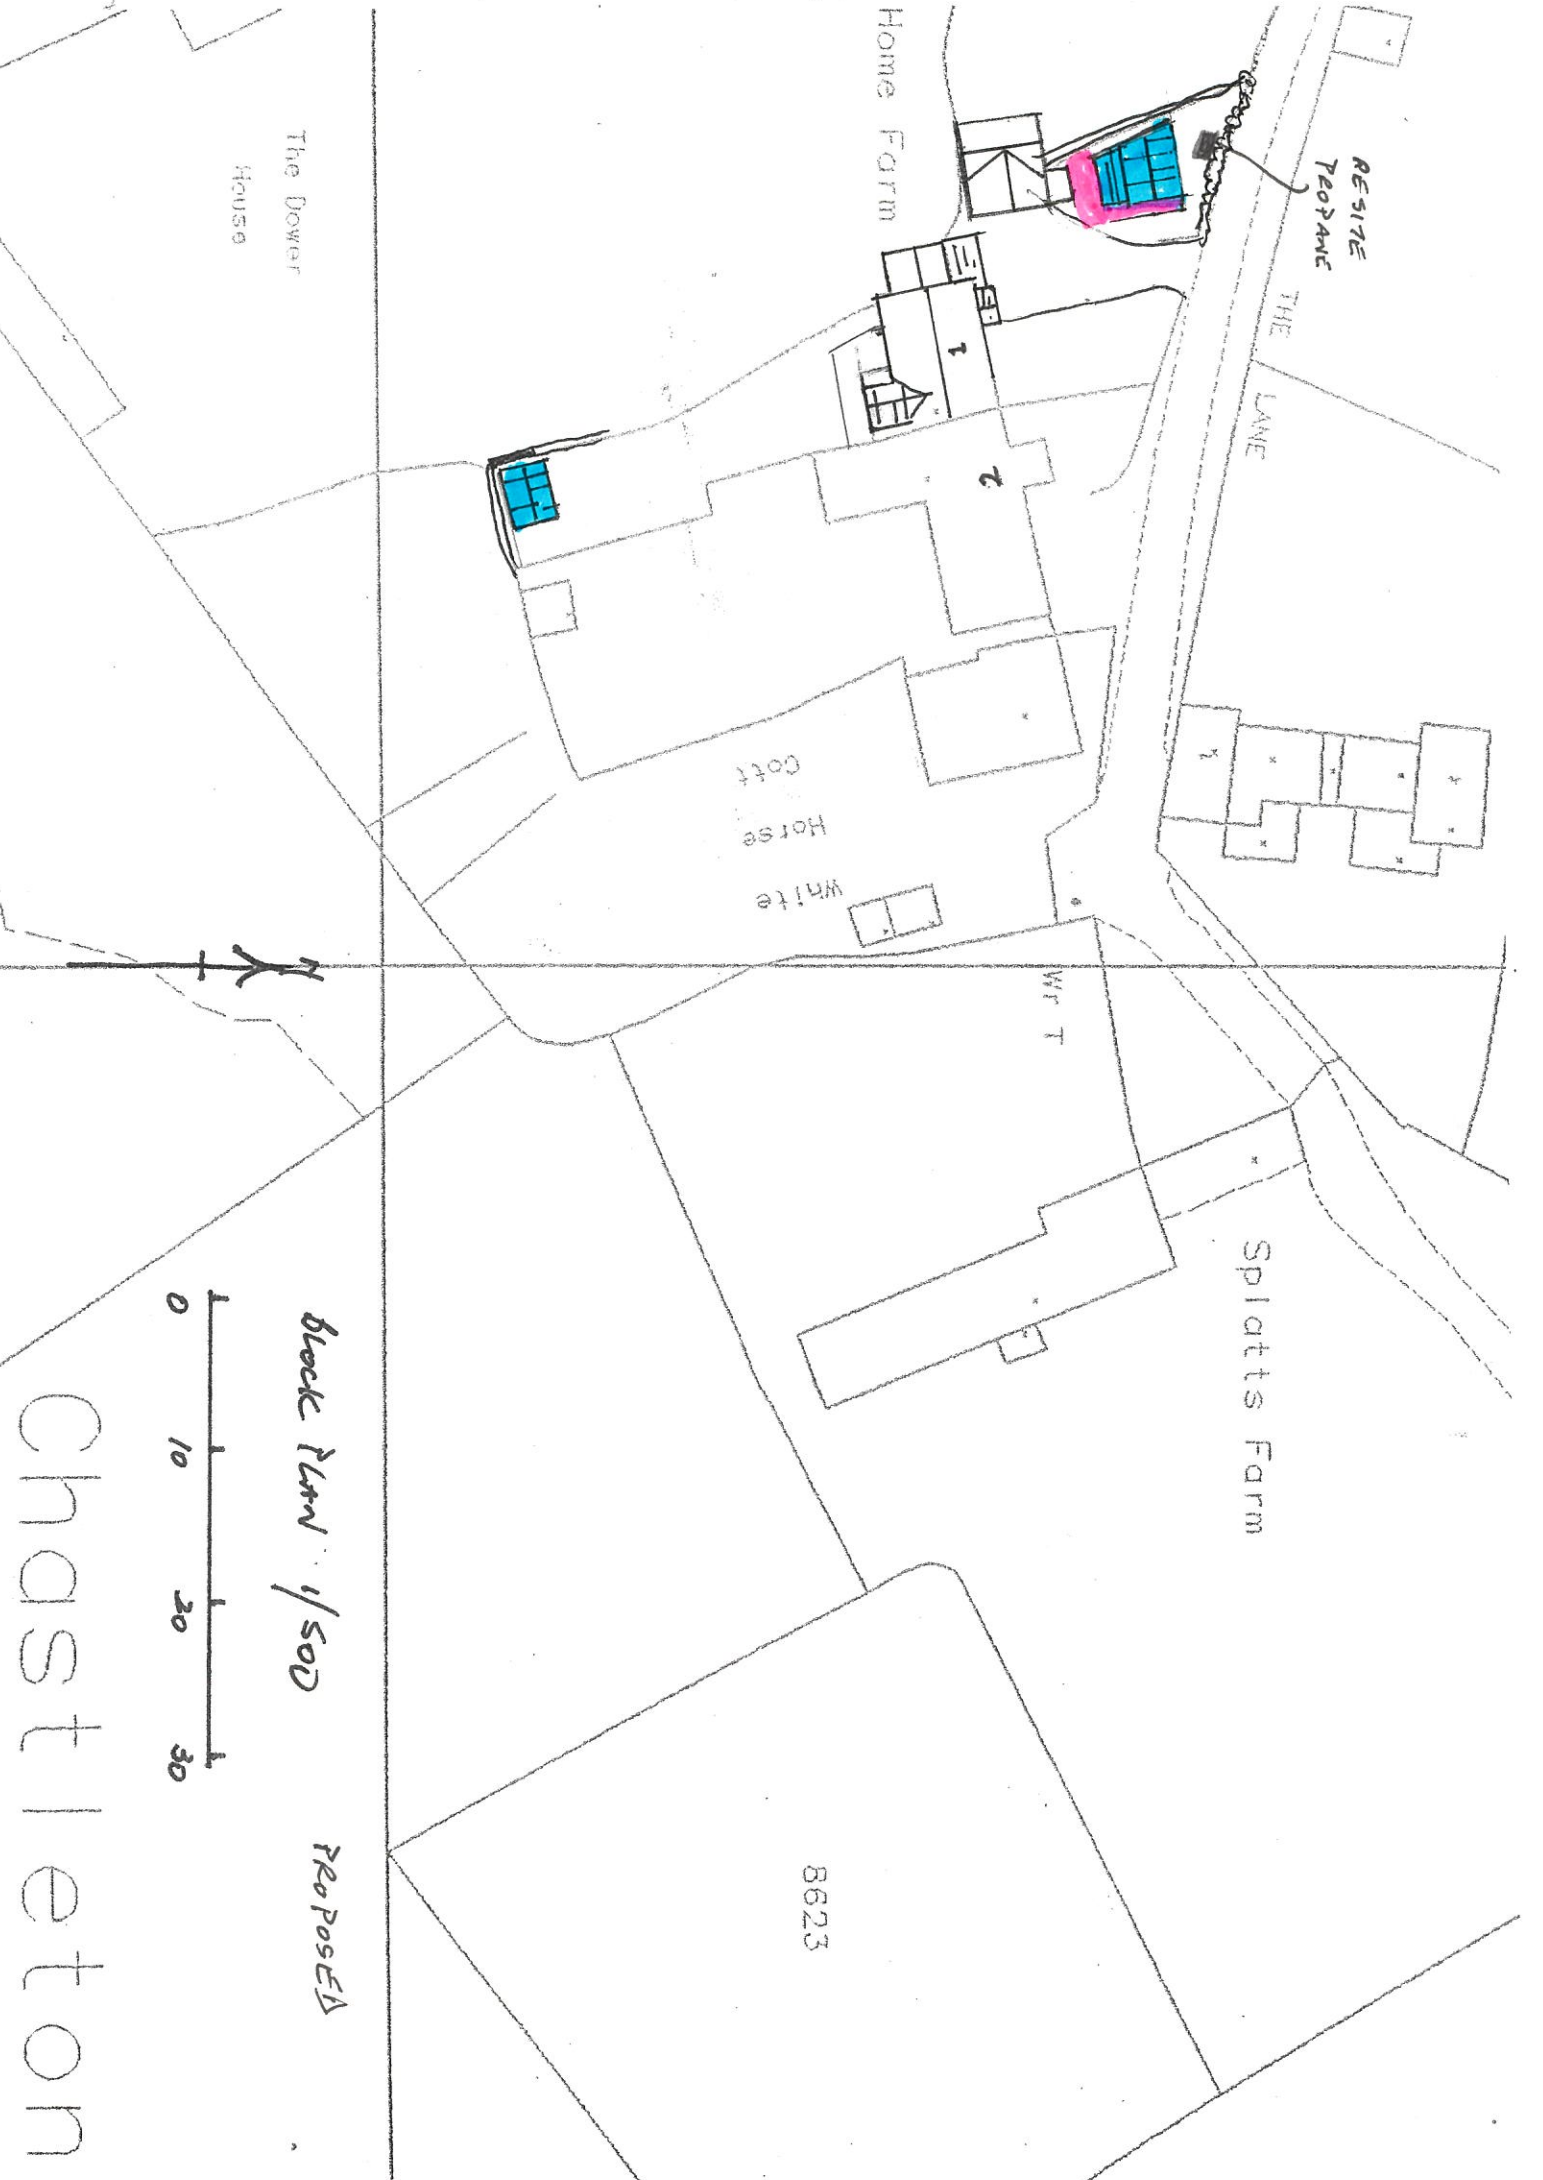 RESITE
PROPANE
THE LANE
Home Farm
1
2
The Dower
House
White
Horse
Cott
Wr T
Splatts Farm
8623
N
BLOCK PLAN 1/500
PROPOSED
0 10 20 30
Chastleton